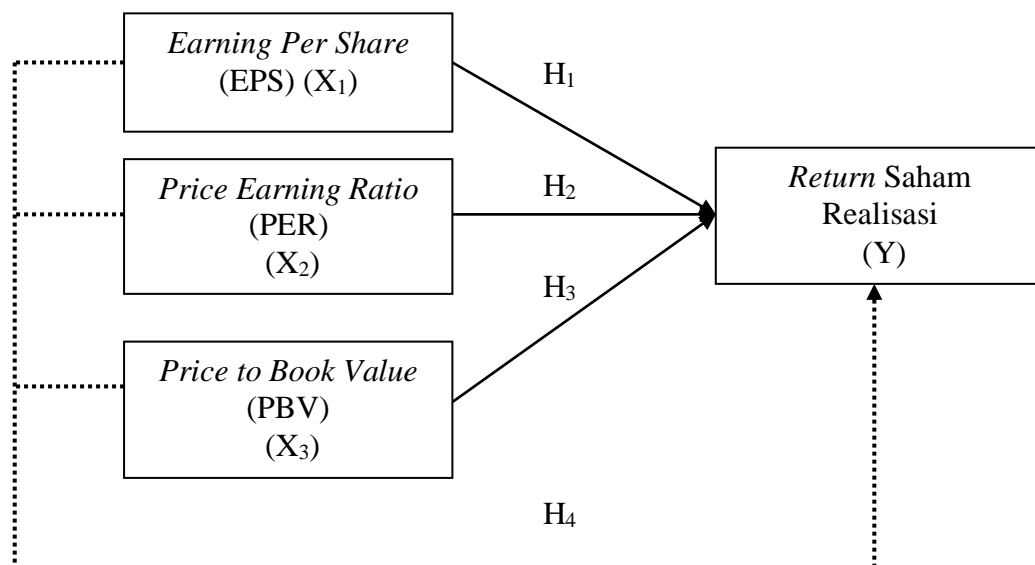 Earning Per Share
(EPS) (X₁)
H₁
Price Earning Ratio
(PER)
(X₂)
H₂
Price to Book Value
(PBV)
(X₃)
H₃
Return Saham
Realisasi
(Y)
H₄